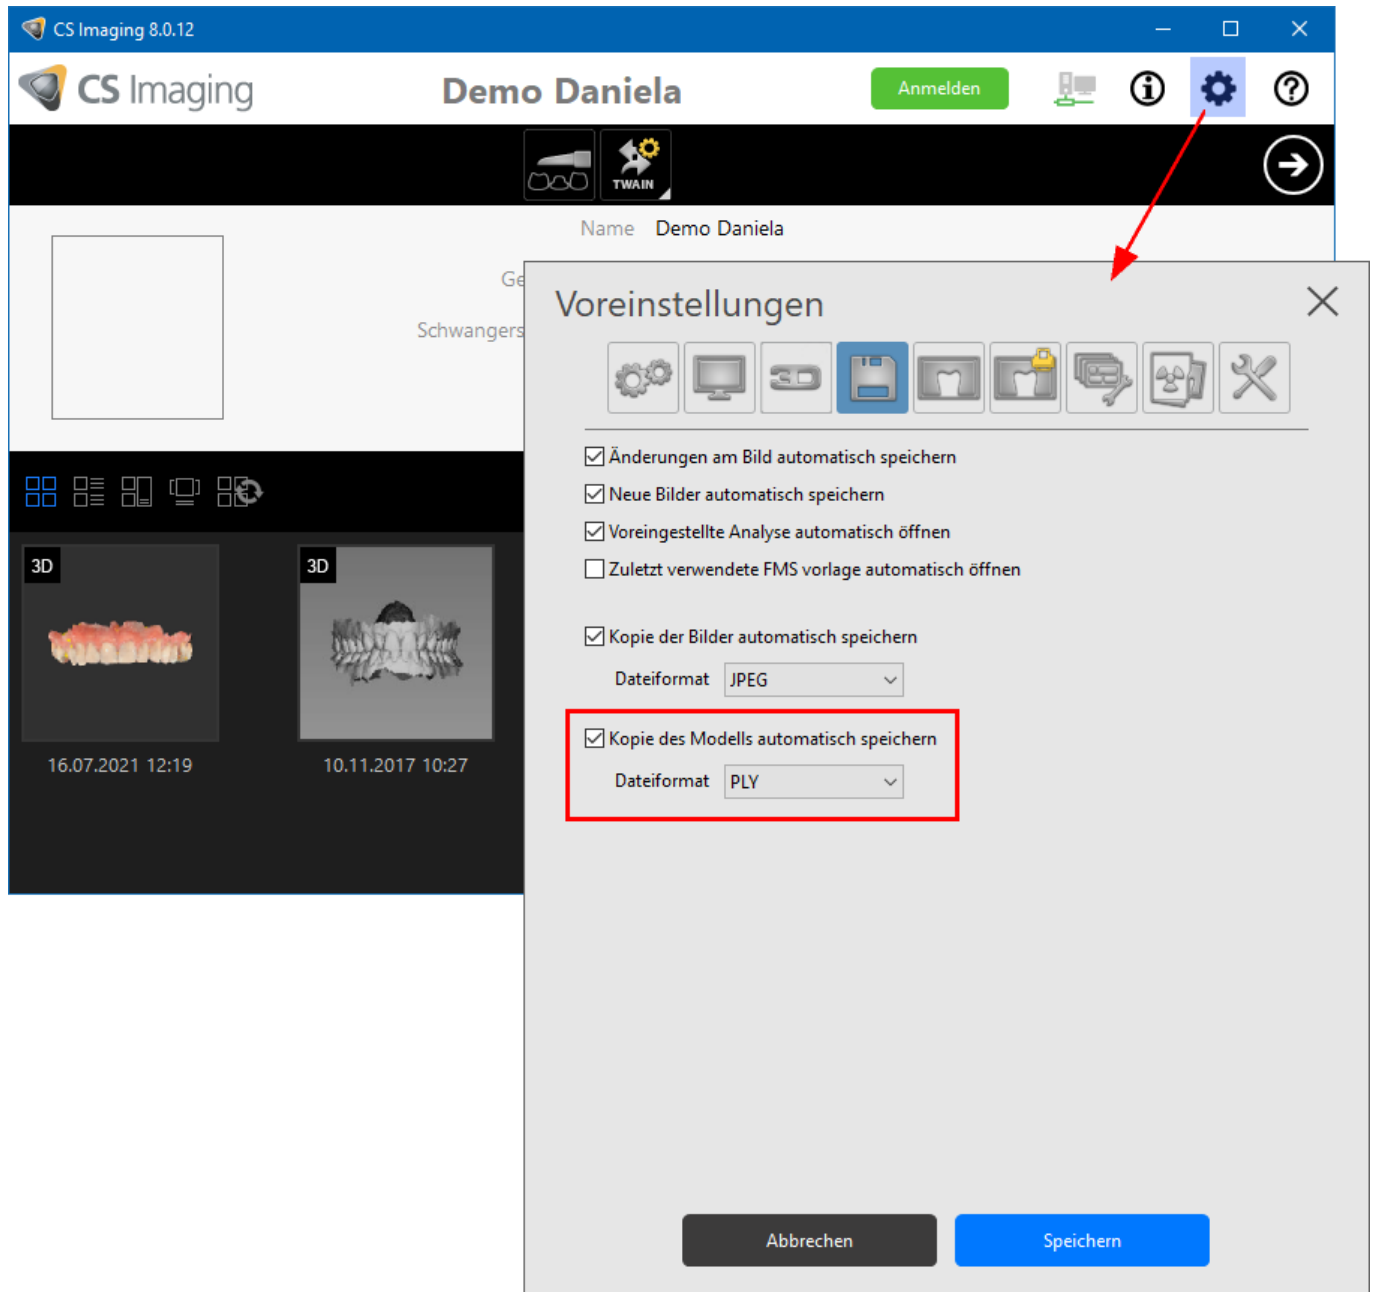 CS Imaging 8.0.12
CS Imaging
Demo Daniela
Anmelden
TWAIN
Name Demo Daniela
Ge
Schwangers
Voreinstellungen
3D
Änderungen am Bild automatisch speichern
Neue Bilder automatisch speichern
Voreingestellte Analyse automatisch öffnen
Zuletzt verwendete FMS vorlage automatisch öffnen
Kopie der Bilder automatisch speichern
Dateiformat JPEG
Kopie des Modells automatisch speichern
Dateiformat PLY
Abbrechen
Speichern
3D
3D
16.07.2021 12:19
10.11.2017 10:27